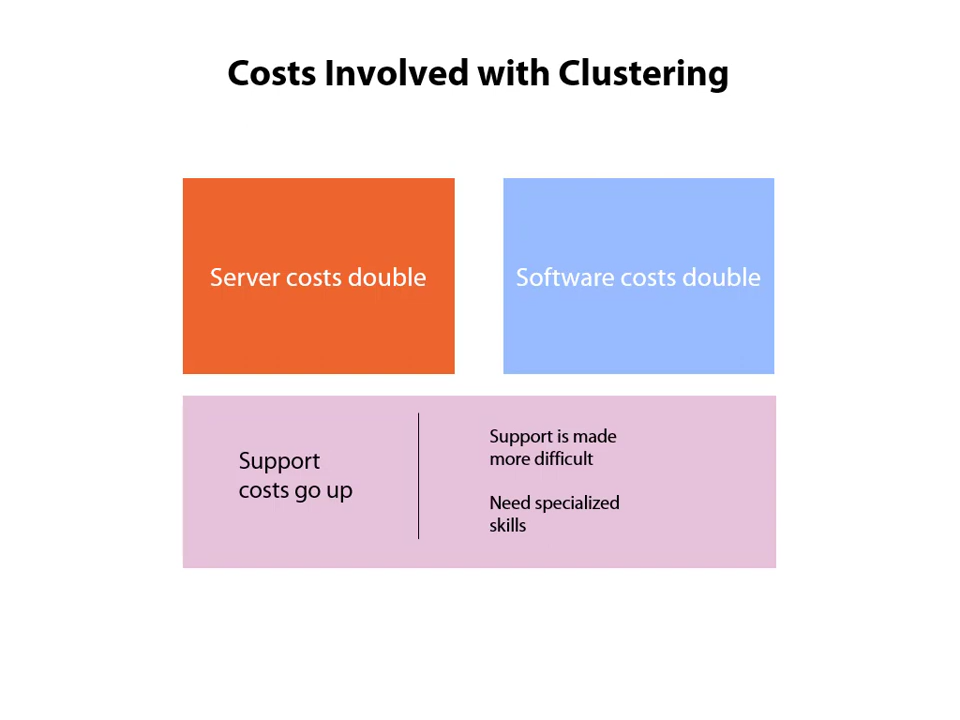 Costs Involved with Clustering
Server costs double
Software costs double
Support
costs go up
Support is made
more difficult
Need specialized
skills